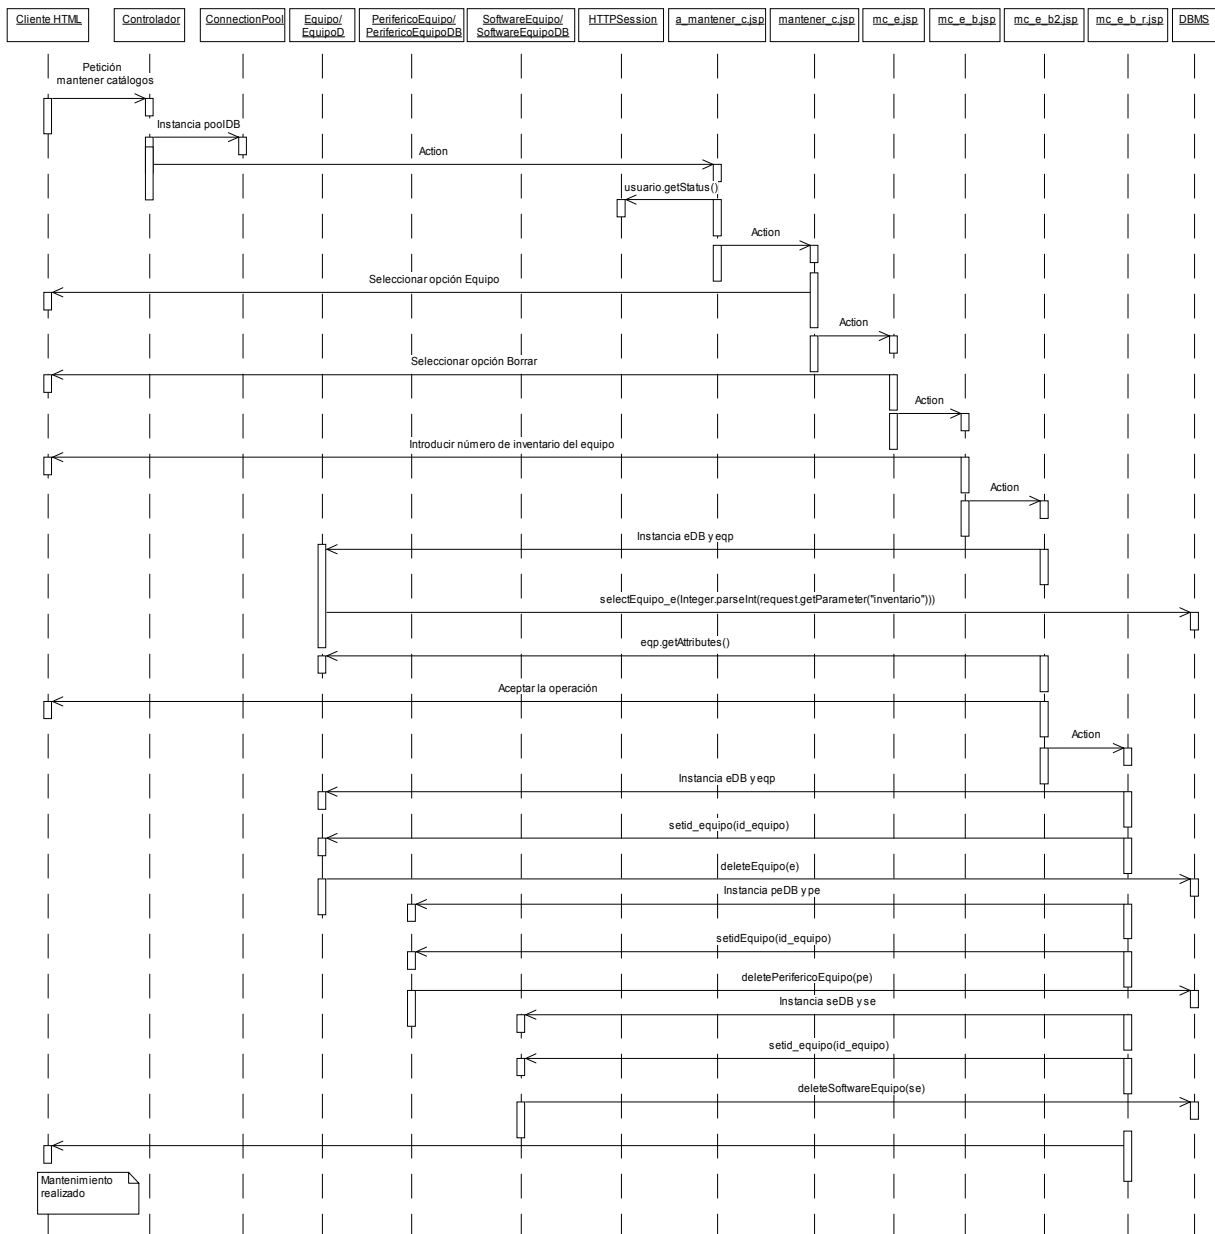 Cliente HTML
Controlador
ConnectionPool
Equipo/
EquipoD
PerifericoEquipo/
PerifericoEquipoDB
SoftwareEquipo/
SoftwareEquipoDB
HTTPSession
a_mantener_c.jsp
mantener_c.jsp
mc_e.jsp
mc_e_b.jsp
mc_e_b2.jsp
mc_e_b_r.jsp
DBMS
Petición
mantener catálogos
Instancia poolDB
Action
usuario.getStatus()
Action
Seleccionar opción Equipo
Action
Seleccionar opción Borrar
Action
Introducir número de inventario del equipo
Action
Instancia eDB y eqp
selectEquipo_e(Integer.parseInt(request.getParameter("inventario")))
eqp.getAttributes()
Aceptar la operación
Action
Instancia eDB y eqp
setid_equipo(id_equipo)
deleteEquipo(e)
Instancia peDB y pe
setidEquipo(id_equipo)
deletePerifericoEquipo(pe)
Instancia seDB y se
setid_equipo(id_equipo)
deleteSoftwareEquipo(se)
Mantenimiento
realizado